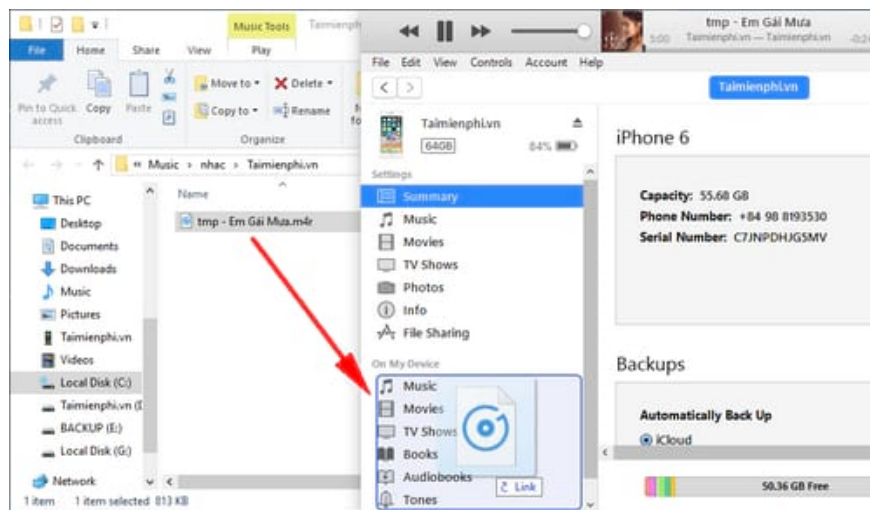 Music Tools
File Home Share View Play
Pin to Quick access
Copy
Paste
Move to
Copy to
Delete
Rename
Clipboard
Organize
Music > nhac > Taimienphi.vn
This PC
Desktop
Documents
Downloads
Music
Pictures
Taimienphi.vn
Videos
Local Disk (C:)
Taimienphi.vn (D
BACKUP (E:)
Local Disk (G:)
Network
Name
tmp - Em Gái Mưa.m4r
1 item 1 item selected 813 KB
tmp - Em Gái Mưa
5:00 Taimienphi.vn — Taimienphi.vn
File Edit View Controls Account Help
Taimienphi.vn
Taimienphi.vn
64GB 84%
Settings
Summary
Music
Movies
TV Shows
Photos
Info
File Sharing
On My Device
Music
Movies
TV Shows
Books
Audiobooks
Tones
Link
iPhone 6
Capacity: 55.68 GB
Phone Number: +84 98 8193530
Serial Number: C7JNPDHJG5MV
Backups
Automatically Back Up
iCloud
50.36 GB Free